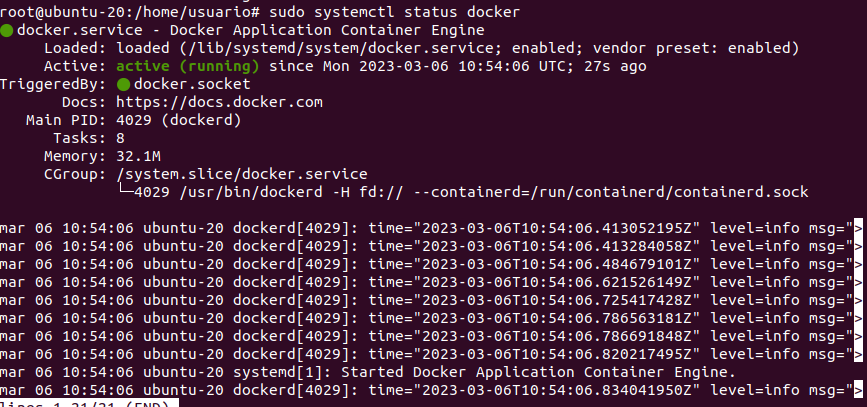 root@ubuntu-20:/home/usuario# sudo systemctl status docker
● docker.service - Docker Application Container Engine
Loaded: loaded (/lib/systemd/system/docker.service; enabled; vendor preset: enabled)
Active: active (running) since Mon 2023-03-06 10:54:06 UTC; 27s ago
TriggeredBy: ● docker.socket
Docs: https://docs.docker.com
Main PID: 4029 (dockerd)
Tasks: 8
Memory: 32.1M
CGroup: /system.slice/docker.service
└─4029 /usr/bin/dockerd -H fd:// --containerd=/run/containerd/containerd.sock
mar 06 10:54:06 ubuntu-20 dockerd[4029]: time="2023-03-06T10:54:06.413052195Z" level=info msg=">
mar 06 10:54:06 ubuntu-20 dockerd[4029]: time="2023-03-06T10:54:06.413284058Z" level=info msg=">
mar 06 10:54:06 ubuntu-20 dockerd[4029]: time="2023-03-06T10:54:06.484679101Z" level=info msg=">
mar 06 10:54:06 ubuntu-20 dockerd[4029]: time="2023-03-06T10:54:06.621526149Z" level=info msg=">
mar 06 10:54:06 ubuntu-20 dockerd[4029]: time="2023-03-06T10:54:06.725417428Z" level=info msg=">
mar 06 10:54:06 ubuntu-20 dockerd[4029]: time="2023-03-06T10:54:06.786563181Z" level=info msg=">
mar 06 10:54:06 ubuntu-20 dockerd[4029]: time="2023-03-06T10:54:06.786691848Z" level=info msg=">
mar 06 10:54:06 ubuntu-20 dockerd[4029]: time="2023-03-06T10:54:06.820217495Z" level=info msg=">
mar 06 10:54:06 ubuntu-20 systemd[1]: Started Docker Application Container Engine.
mar 06 10:54:06 ubuntu-20 dockerd[4029]: time="2023-03-06T10:54:06.834041950Z" level=info msg=">
lines 1-21/21 (END)